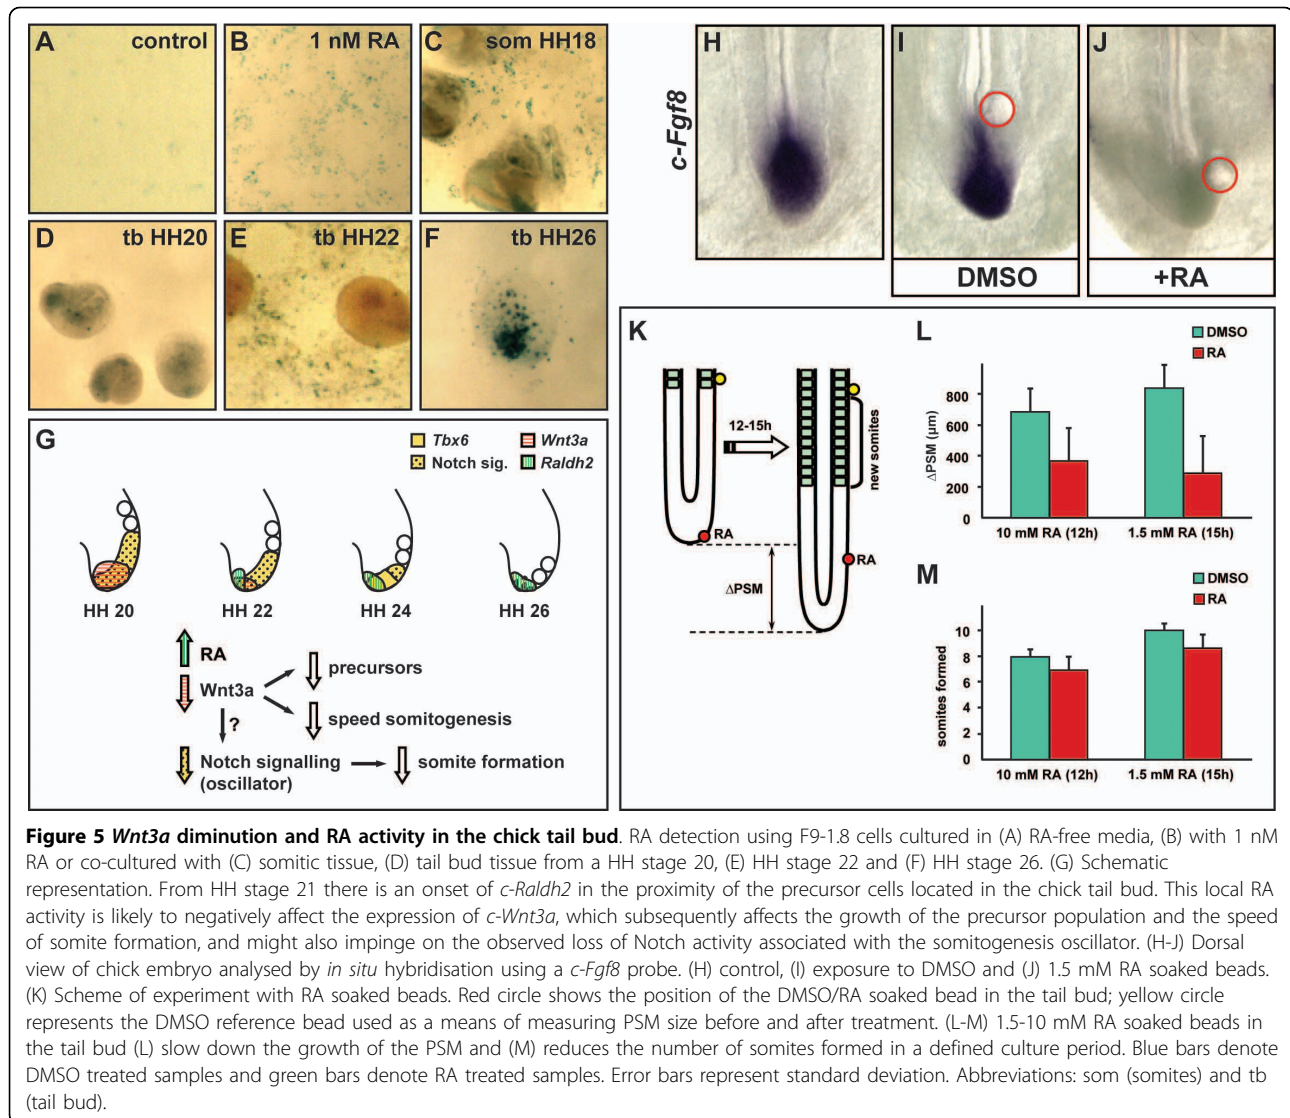 A control
B 1 nM RA
C som HH18
D tb HH20
E tb HH22
F tb HH26
c-Fgf8
H
I
J
DMSO
+RA
G
Tbx6
Wnt3a
Notch sig.
Raldh2
HH 20
HH 22
HH 24
HH 26
RA
Wnt3a
precursors
speed somitogenesis
?
Notch signalling
(oscillator)
somite formation
K
12-15h
new somites
RA
RA
ΔPSM
L
DMSO
RA
ΔPSM (μm)
800
600
400
200
0
10 mM RA (12h)
1.5 mM RA (15h)
M
DMSO
RA
somites formed
10
8
6
4
2
0
10 mM RA (12h)
1.5 mM RA (15h)
Figure 5 Wnt3a diminution and RA activity in the chick tail bud. RA detection using F9-1.8 cells cultured in (A) RA-free media, (B) with 1 nM
RA or co-cultured with (C) somitic tissue, (D) tail bud tissue from a HH stage 20, (E) HH stage 22 and (F) HH stage 26. (G) Schematic
representation. From HH stage 21 there is an onset of c-Raldh2 in the proximity of the precursor cells located in the chick tail bud. This local RA
activity is likely to negatively affect the expression of c-Wnt3a, which subsequently affects the growth of the precursor population and the speed
of somite formation, and might also impinge on the observed loss of Notch activity associated with the somitogenesis oscillator. (H-J) Dorsal
view of chick embryo analysed by in situ hybridisation using a c-Fgf8 probe. (H) control, (I) exposure to DMSO and (J) 1.5 mM RA soaked beads.
(K) Scheme of experiment with RA soaked beads. Red circle shows the position of the DMSO/RA soaked bead in the tail bud; yellow circle
represents the DMSO reference bead used as a means of measuring PSM size before and after treatment. (L-M) 1.5-10 mM RA soaked beads in
the tail bud (L) slow down the growth of the PSM and (M) reduces the number of somites formed in a defined culture period. Blue bars denote
DMSO treated samples and green bars denote RA treated samples. Error bars represent standard deviation. Abbreviations: som (somites) and tb
(tail bud).